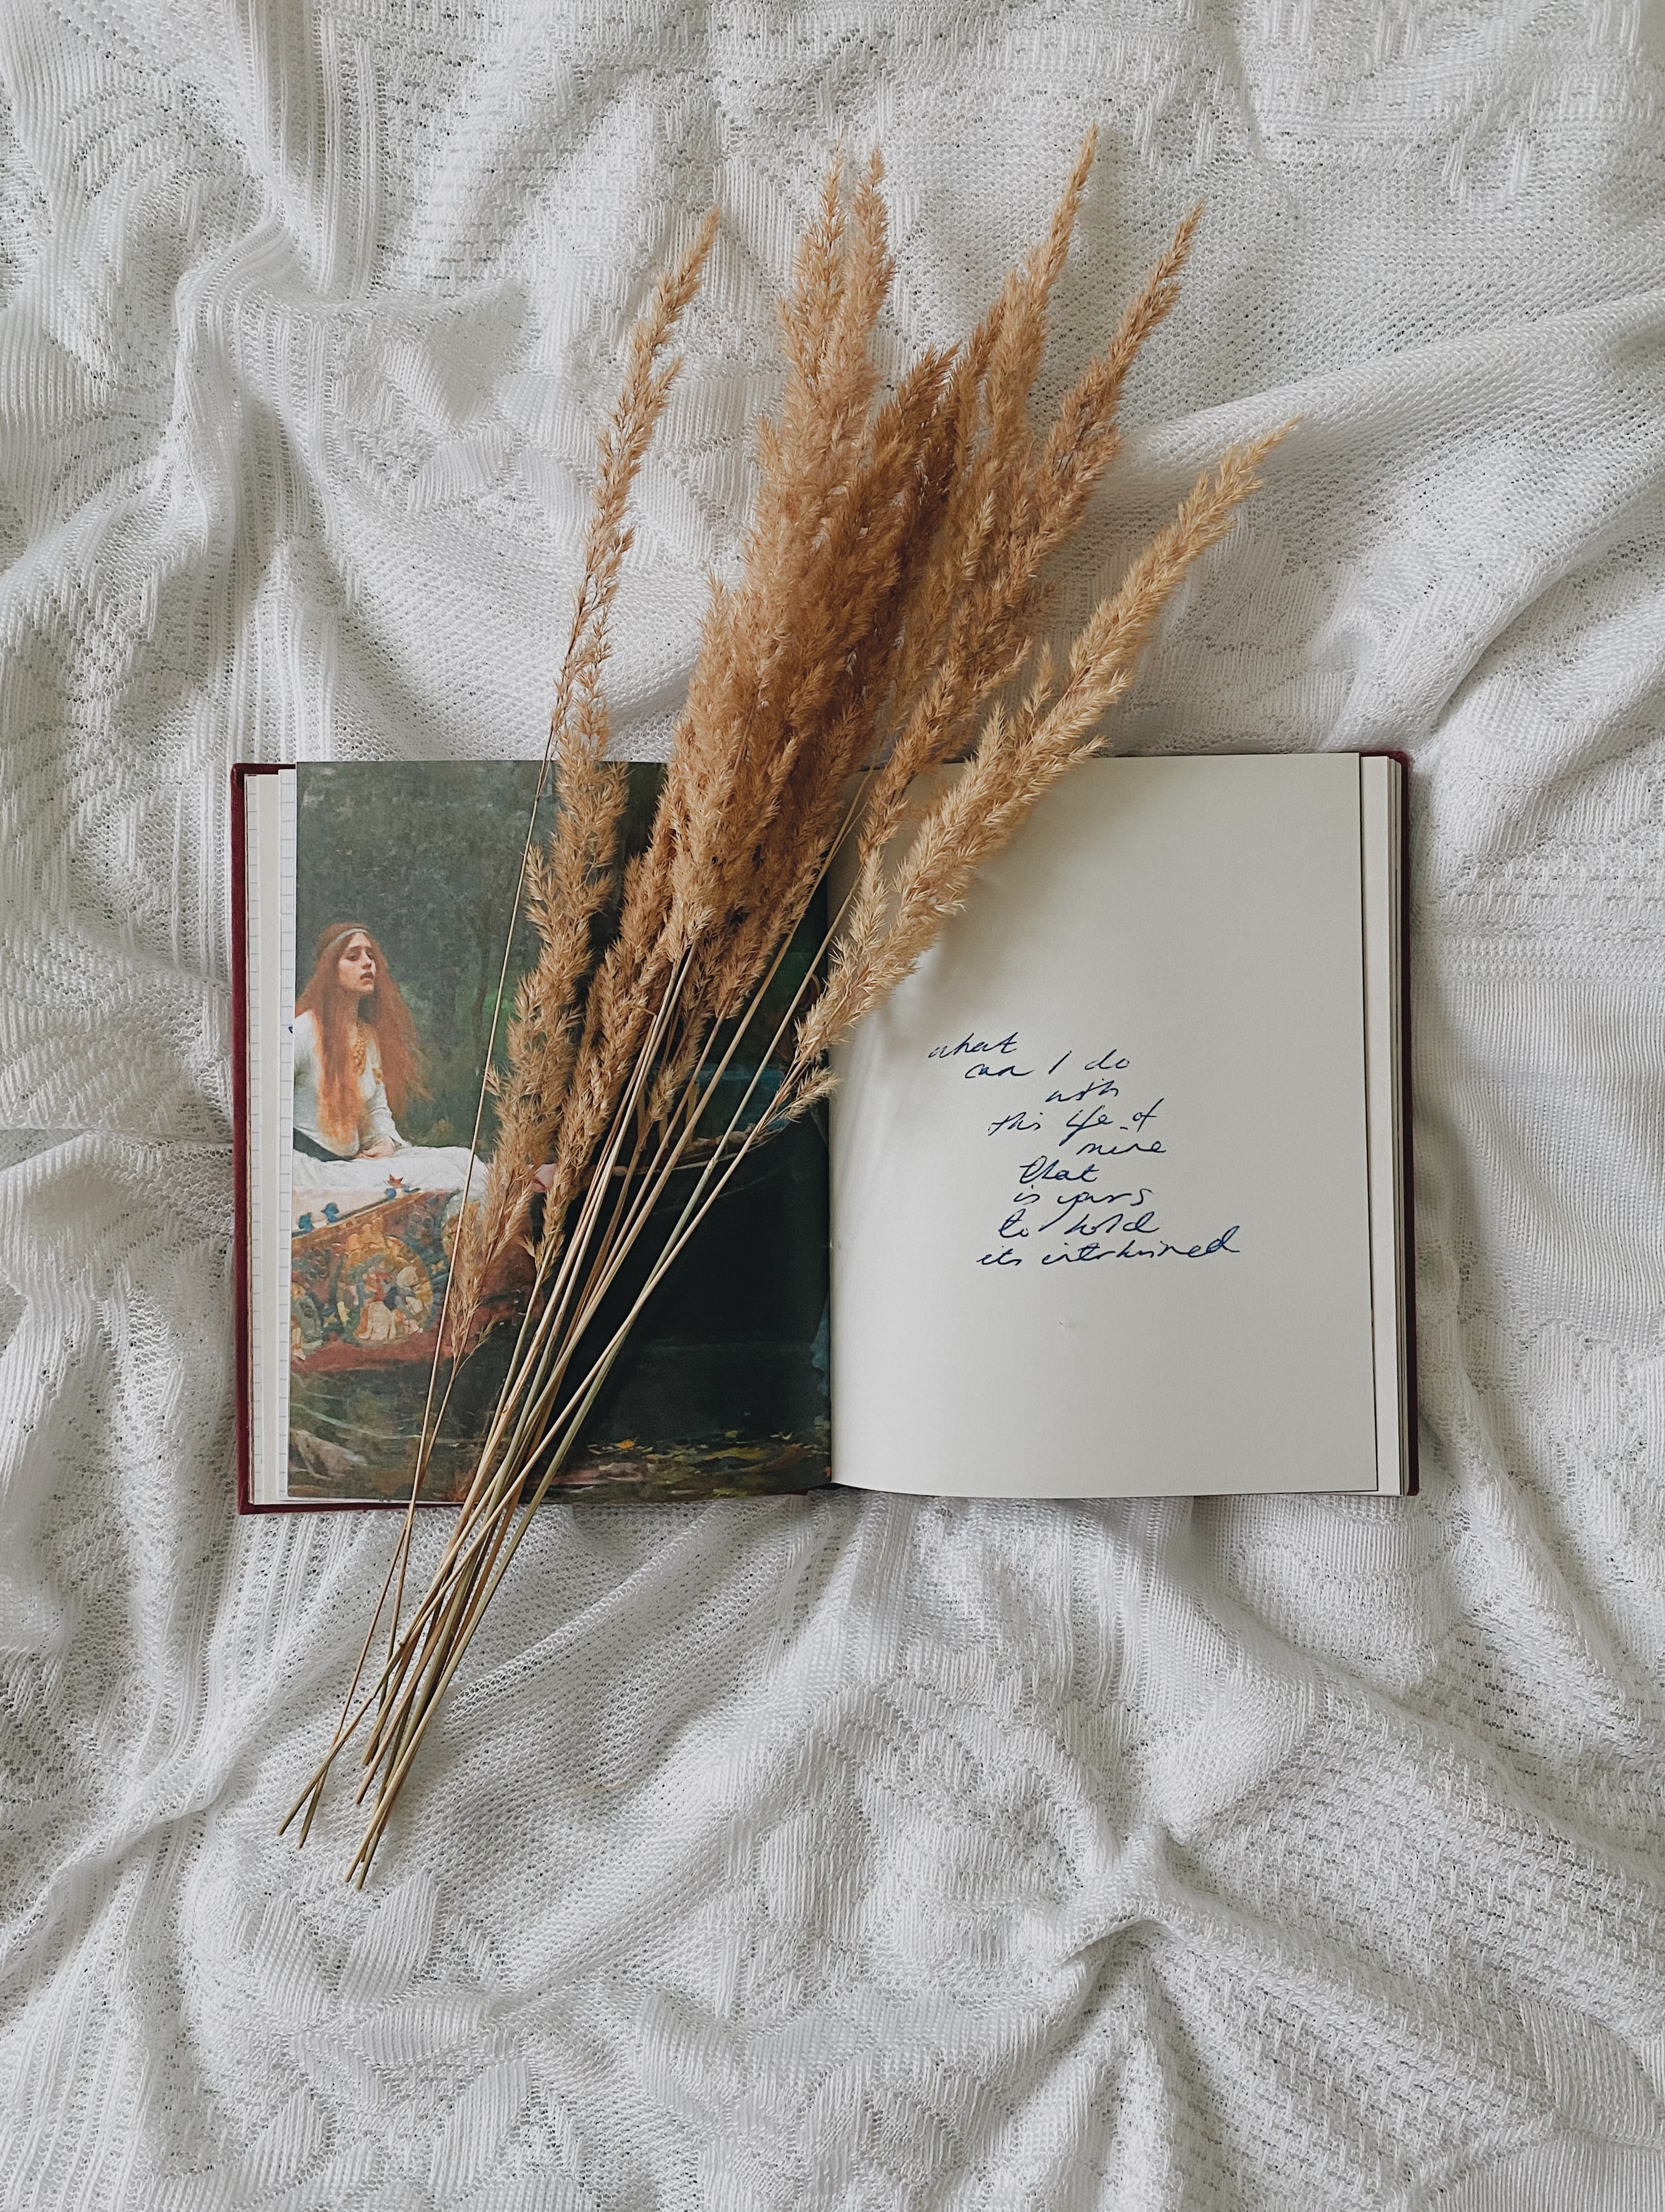 what
can I do
with
this life of
mine
that
is yours
to hold
its intertwined